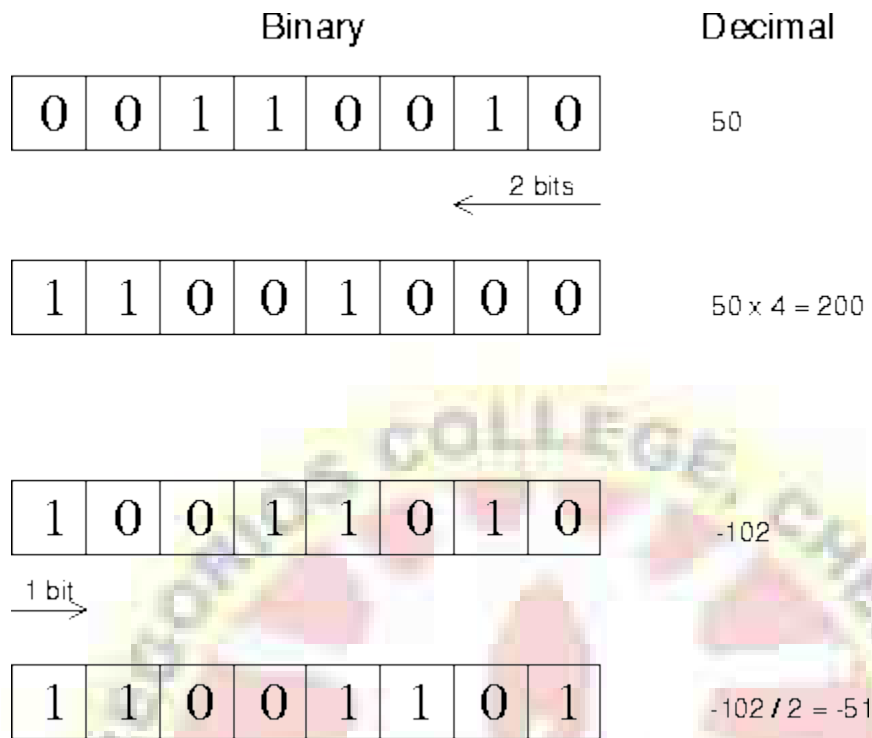 Binary Decimal
0 0 1 1 0 0 1 0 50
2 bits
1 1 0 0 1 0 0 0 50 x 4 = 200
COLLEGE,
1 0 0 1 1 0 1 0 -102
1 bit
1 1 0 0 1 1 0 1 -102 / 2 = -51